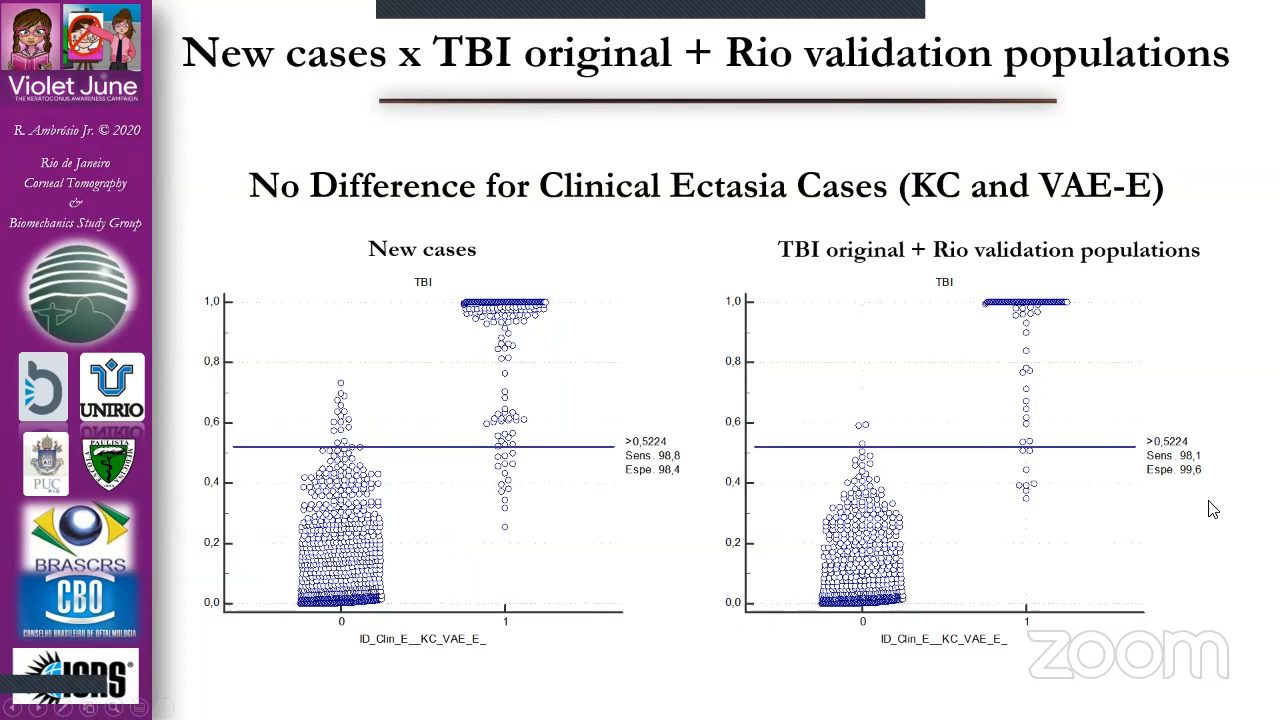 New cases x TBI original + Rio validation populations
Violet June
THE KERATOCONUS AWARENESS CAMPAIGN
R. Ambrósio Jr. © 2020
Rio de Janeiro
Corneal Tomography
&
Biomechanics Study Group
UNIRIO
PUC
RIO
PAULISTA
ESCOLA
MEDICINA
BRASCRS
CBO
CONSELHO BRASILEIRO DE OFTALMOLOGIA
No Difference for Clinical Ectasia Cases (KC and VAE-E)
New cases
TBI
1,0
0,8
0,6
0,4
0,2
0,0
>0,5224
Sens. 98,8
Espe. 98,4
0
1
ID_Clin_E__KC_VAE_E_
TBI original + Rio validation populations
TBI
1,0
0,8
0,6
0,4
0,2
0,0
>0,5224
Sens. 98,1
Espe. 99,6
0
1
ID_Clin_E__KC_VAE_E_
zoom